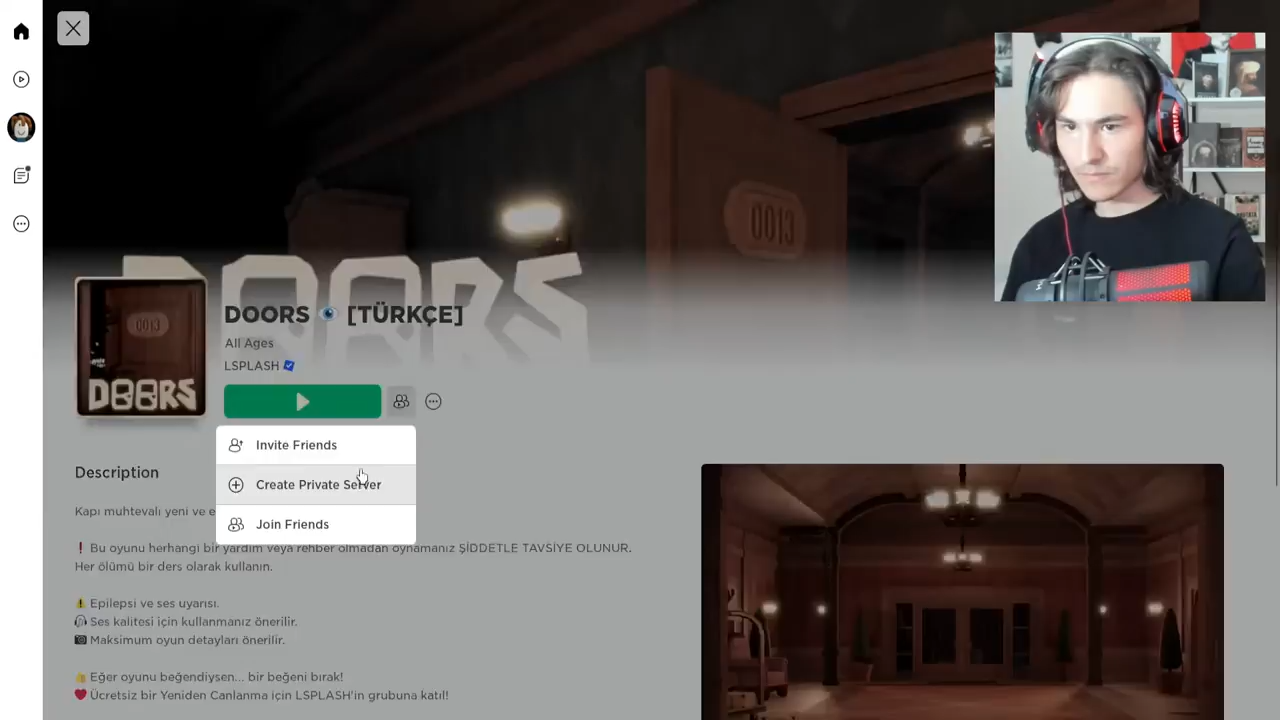 0013
DOORS
0013
DOORS
DOORS 👁 [TÜRKÇE]
All Ages
LSPLASH
Invite Friends
Create Private Server
Join Friends
Description
Kapı muhtevalı yeni ve
❗ Bu oyunu herhangi bir yardım veya rehber olmadan oynamanız ŞİDDETLE TAVSİYE OLUNUR.
Her ölümü bir ders olarak kullanın.
⚠️ Epilepsi ve ses uyarısı.
🎧 Ses kalitesi için kullanmanız önerilir.
📷 Maksimum oyun detayları önerilir.
👍 Eğer oyunu beğendiysen... bir beğeni bırak!
❤️ Ücretsiz bir Yeniden Canlanma için LSPLASH'in grubuna katıl!